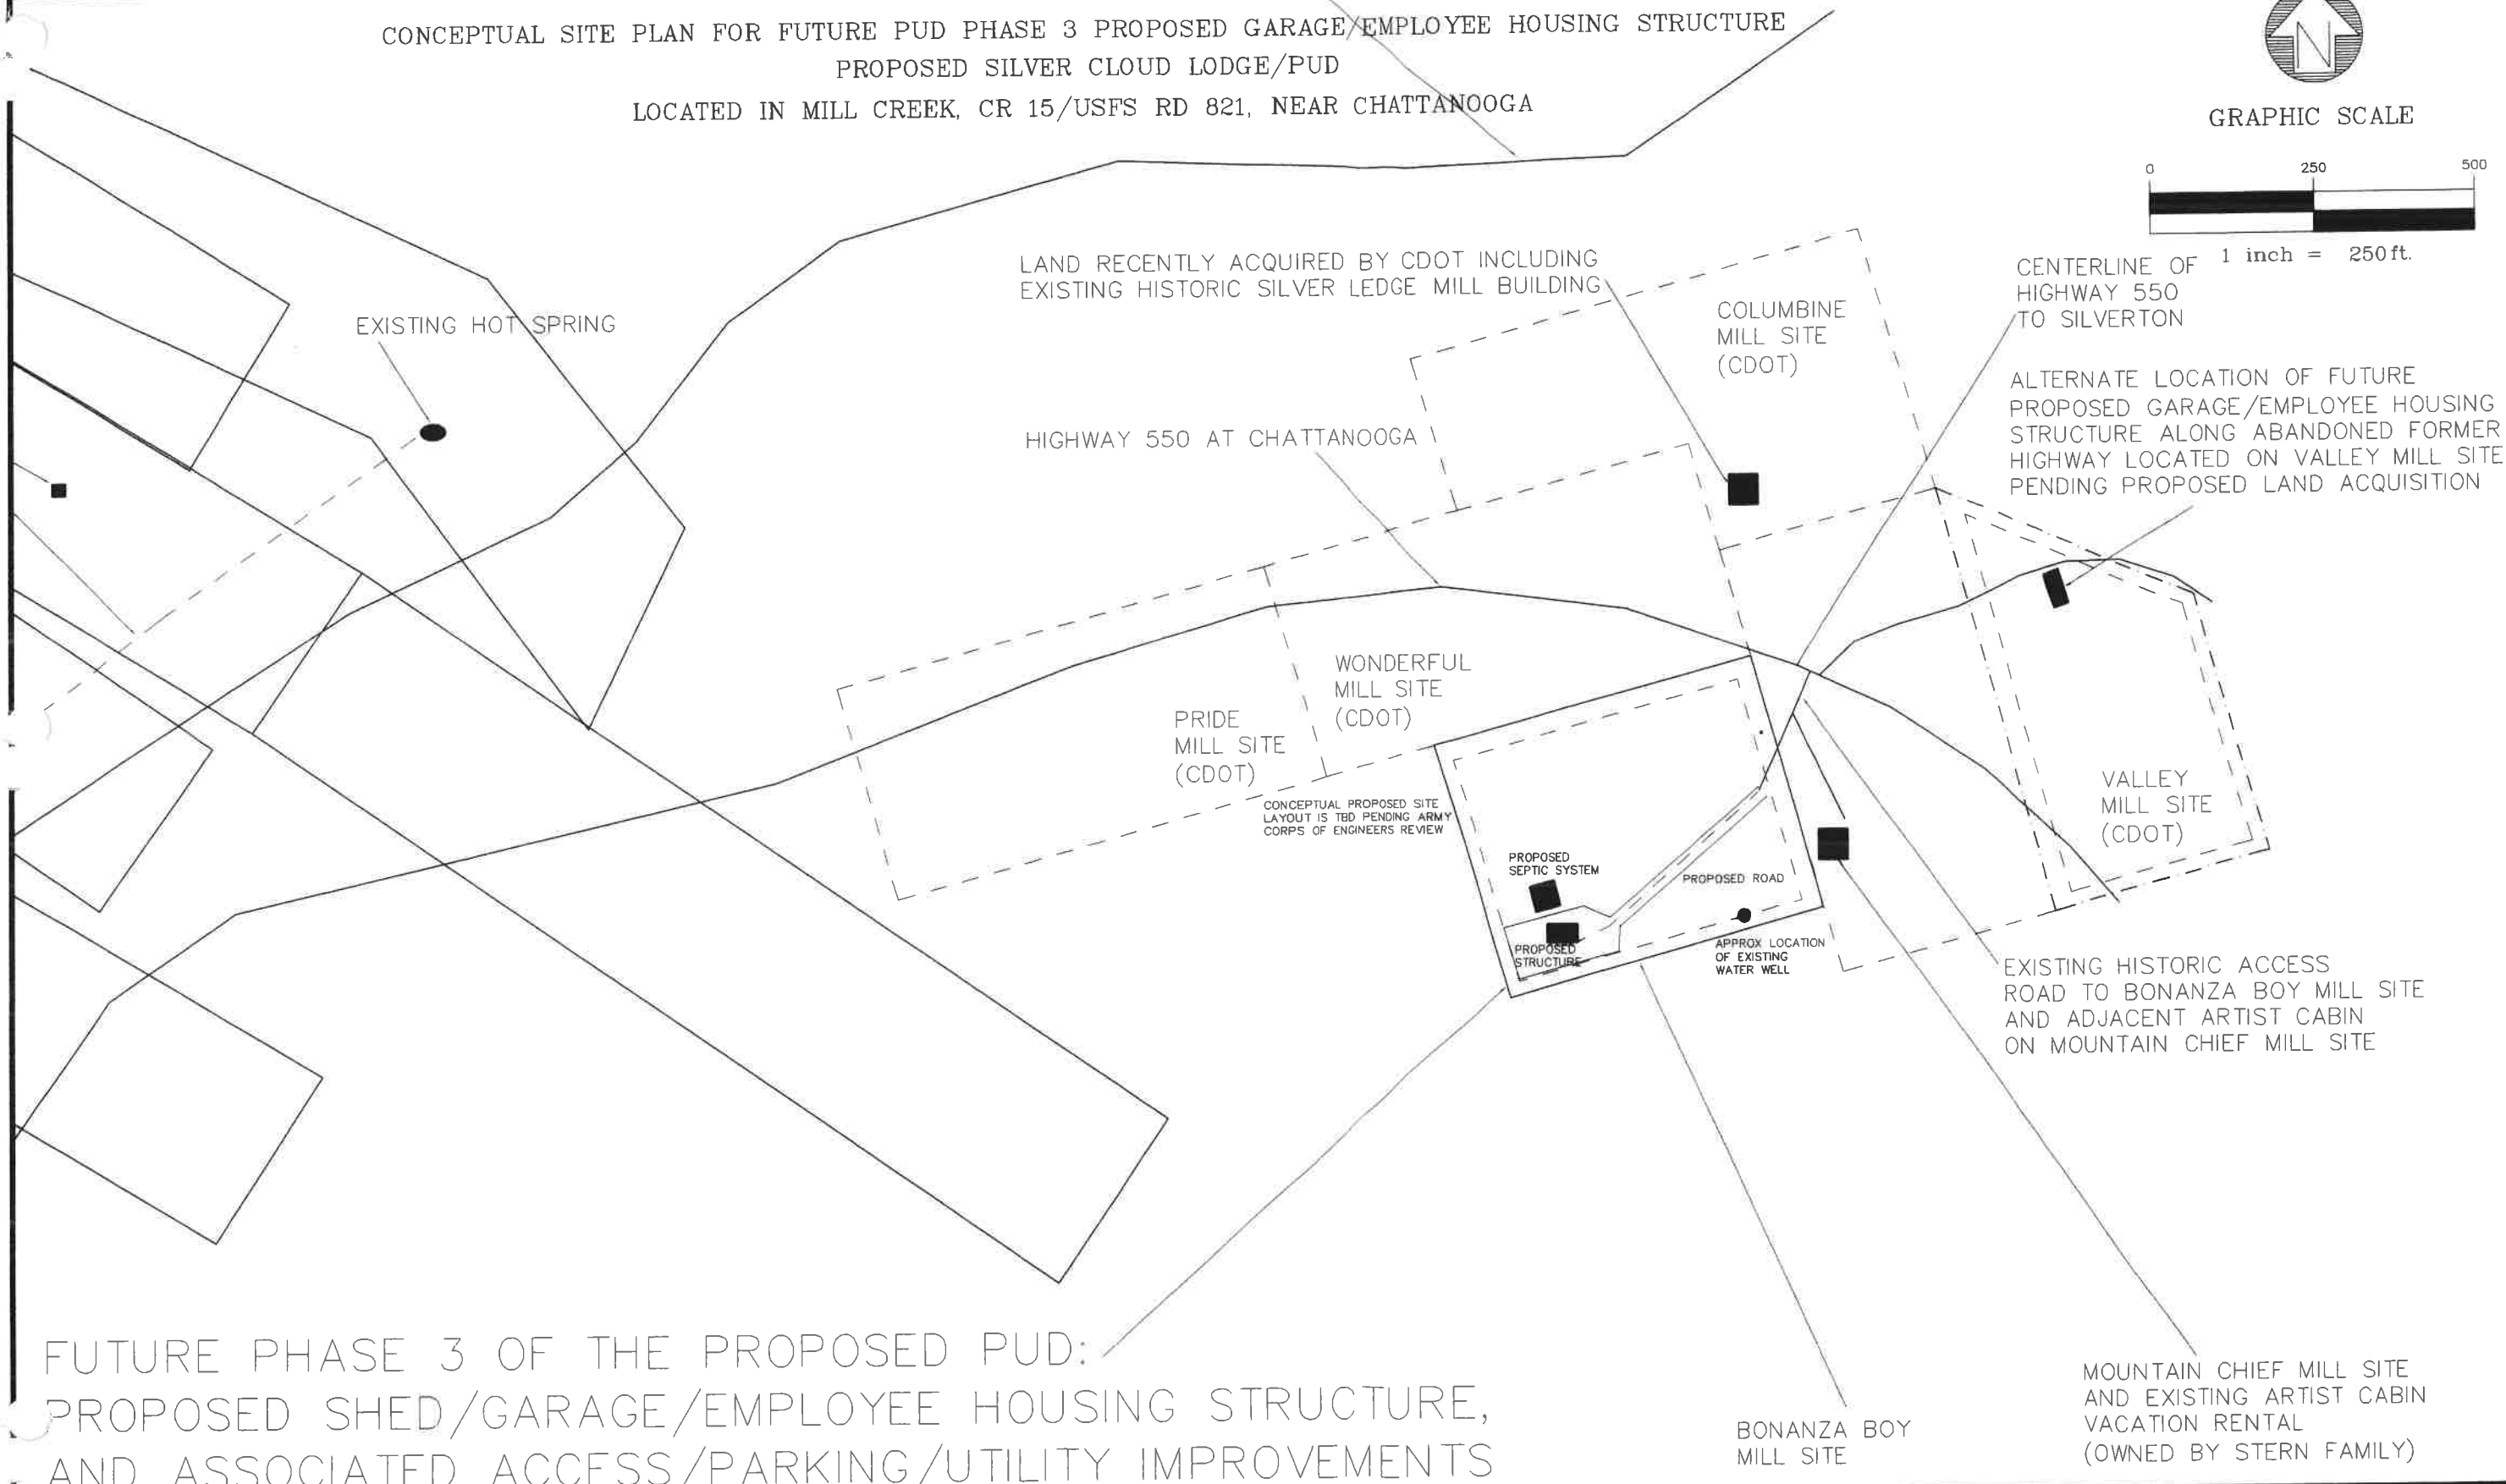 CONCEPTUAL SITE PLAN FOR FUTURE PUD PHASE 3 PROPOSED GARAGE/EMPLOYEE HOUSING STRUCTURE
PROPOSED SILVER CLOUD LODGE/PUD
LOCATED IN MILL CREEK, CR 15/USFS RD 821, NEAR CHATTANOOGA
N
GRAPHIC SCALE
0 250 500
1 inch = 250 ft.
LAND RECENTLY ACQUIRED BY CDOT INCLUDING
EXISTING HISTORIC SILVER LEDGE MILL BUILDING
COLUMBINE
MILL SITE
(CDOT)
CENTERLINE OF
HIGHWAY 550
TO SILVERTON
EXISTING HOT SPRING
HIGHWAY 550 AT CHATTANOOGA
ALTERNATE LOCATION OF FUTURE
PROPOSED GARAGE/EMPLOYEE HOUSING
STRUCTURE ALONG ABANDONED FORMER
HIGHWAY LOCATED ON VALLEY MILL SITE
PENDING PROPOSED LAND ACQUISITION
WONDERFUL
MILL SITE
(CDOT)
PRIDE
MILL SITE
(CDOT)
VALLEY
MILL SITE
(CDOT)
CONCEPTUAL PROPOSED SITE
LAYOUT IS TBD PENDING ARMY
CORPS OF ENGINEERS REVIEW
PROPOSED
SEPTIC SYSTEM
PROPOSED ROAD
PROPOSED
STRUCTURE
APPROX LOCATION
OF EXISTING
WATER WELL
EXISTING HISTORIC ACCESS
ROAD TO BONANZA BOY MILL SITE
AND ADJACENT ARTIST CABIN
ON MOUNTAIN CHIEF MILL SITE
FUTURE PHASE 3 OF THE PROPOSED PUD:
PROPOSED SHED/GARAGE/EMPLOYEE HOUSING STRUCTURE,
AND ASSOCIATED ACCESS/PARKING/UTILITY IMPROVEMENTS
BONANZA BOY
MILL SITE
MOUNTAIN CHIEF MILL SITE
AND EXISTING ARTIST CABIN
VACATION RENTAL
(OWNED BY STERN FAMILY)